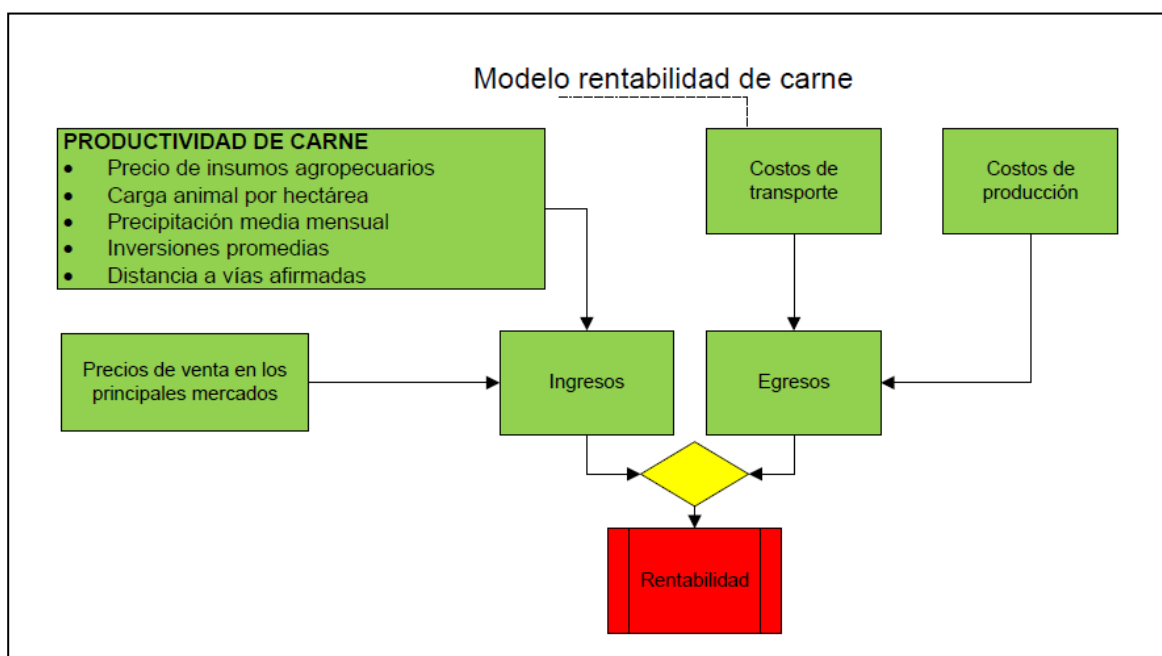 Modelo rentabilidad de carne
PRODUCTIVIDAD DE CARNE
• Precio de insumos agropecuarios
• Carga animal por hectárea
• Precipitación media mensual
• Inversiones promedias
• Distancia a vías afirmadas
Costos de
transporte
Costos de
producción
Precios de venta en los
principales mercados
Ingresos
Egresos
Rentabilidad